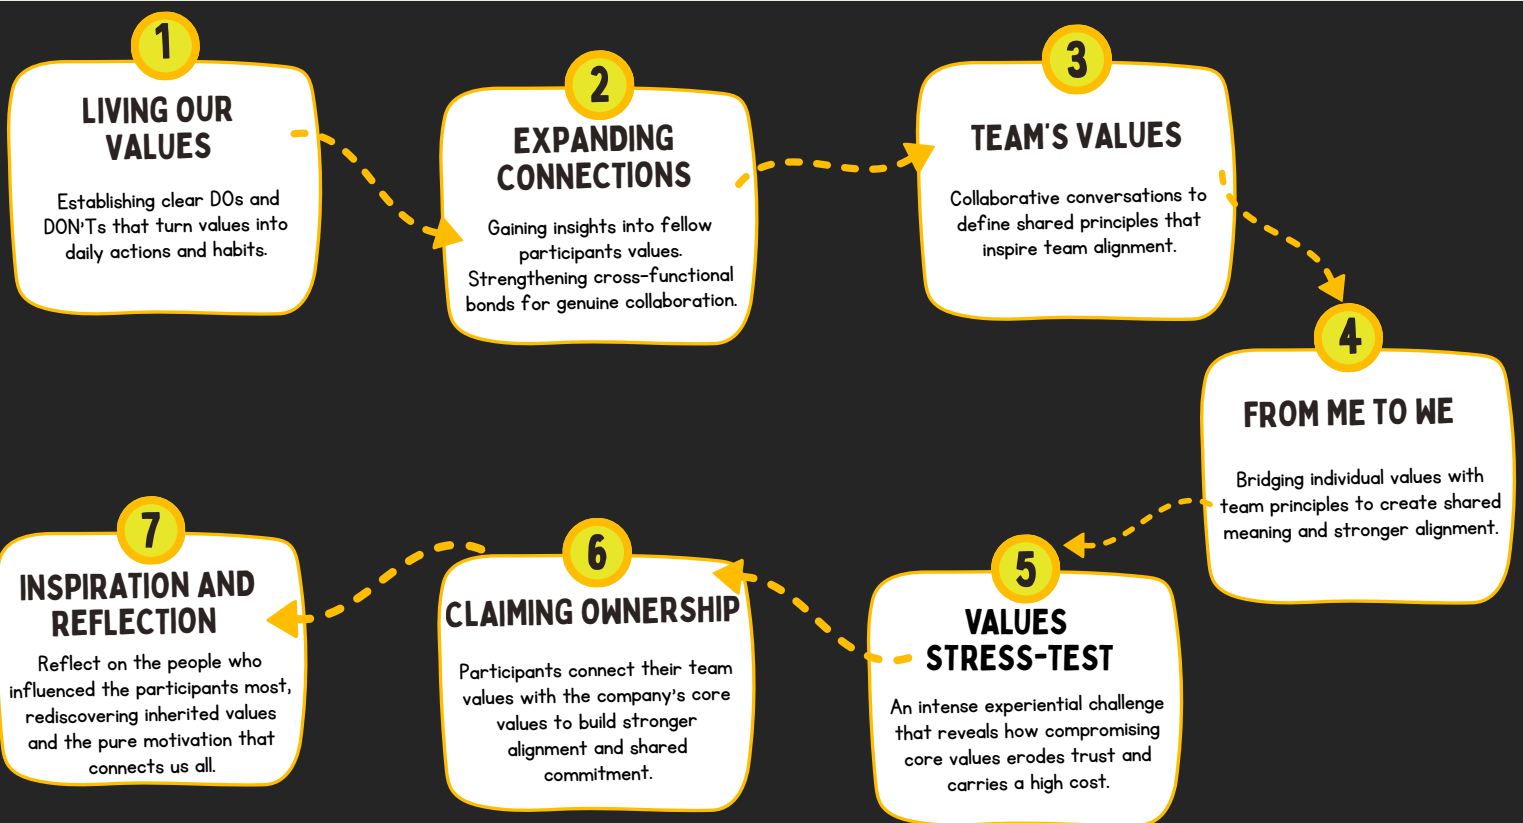 1
LIVING OUR
VALUES
Establishing clear DOs and
DON'Ts that turn values into
daily actions and habits.
2
EXPANDING
CONNECTIONS
Gaining insights into fellow
participants values.
Strengthening cross-functional
bonds for genuine collaboration.
3
TEAM'S VALUES
Collaborative conversations to
define shared principles that
inspire team alignment.
4
FROM ME TO WE
Bridging individual values with
team principles to create shared
meaning and stronger alignment.
5
VALUES
STRESS-TEST
An intense experiential challenge
that reveals how compromising
core values erodes trust and
carries a high cost.
6
CLAIMING OWNERSHIP
Participants connect their team
values with the company's core
values to build stronger
alignment and shared
commitment.
7
INSPIRATION AND
REFLECTION
Reflect on the people who
influenced the participants most,
rediscovering inherited values
and the pure motivation that
connects us all.